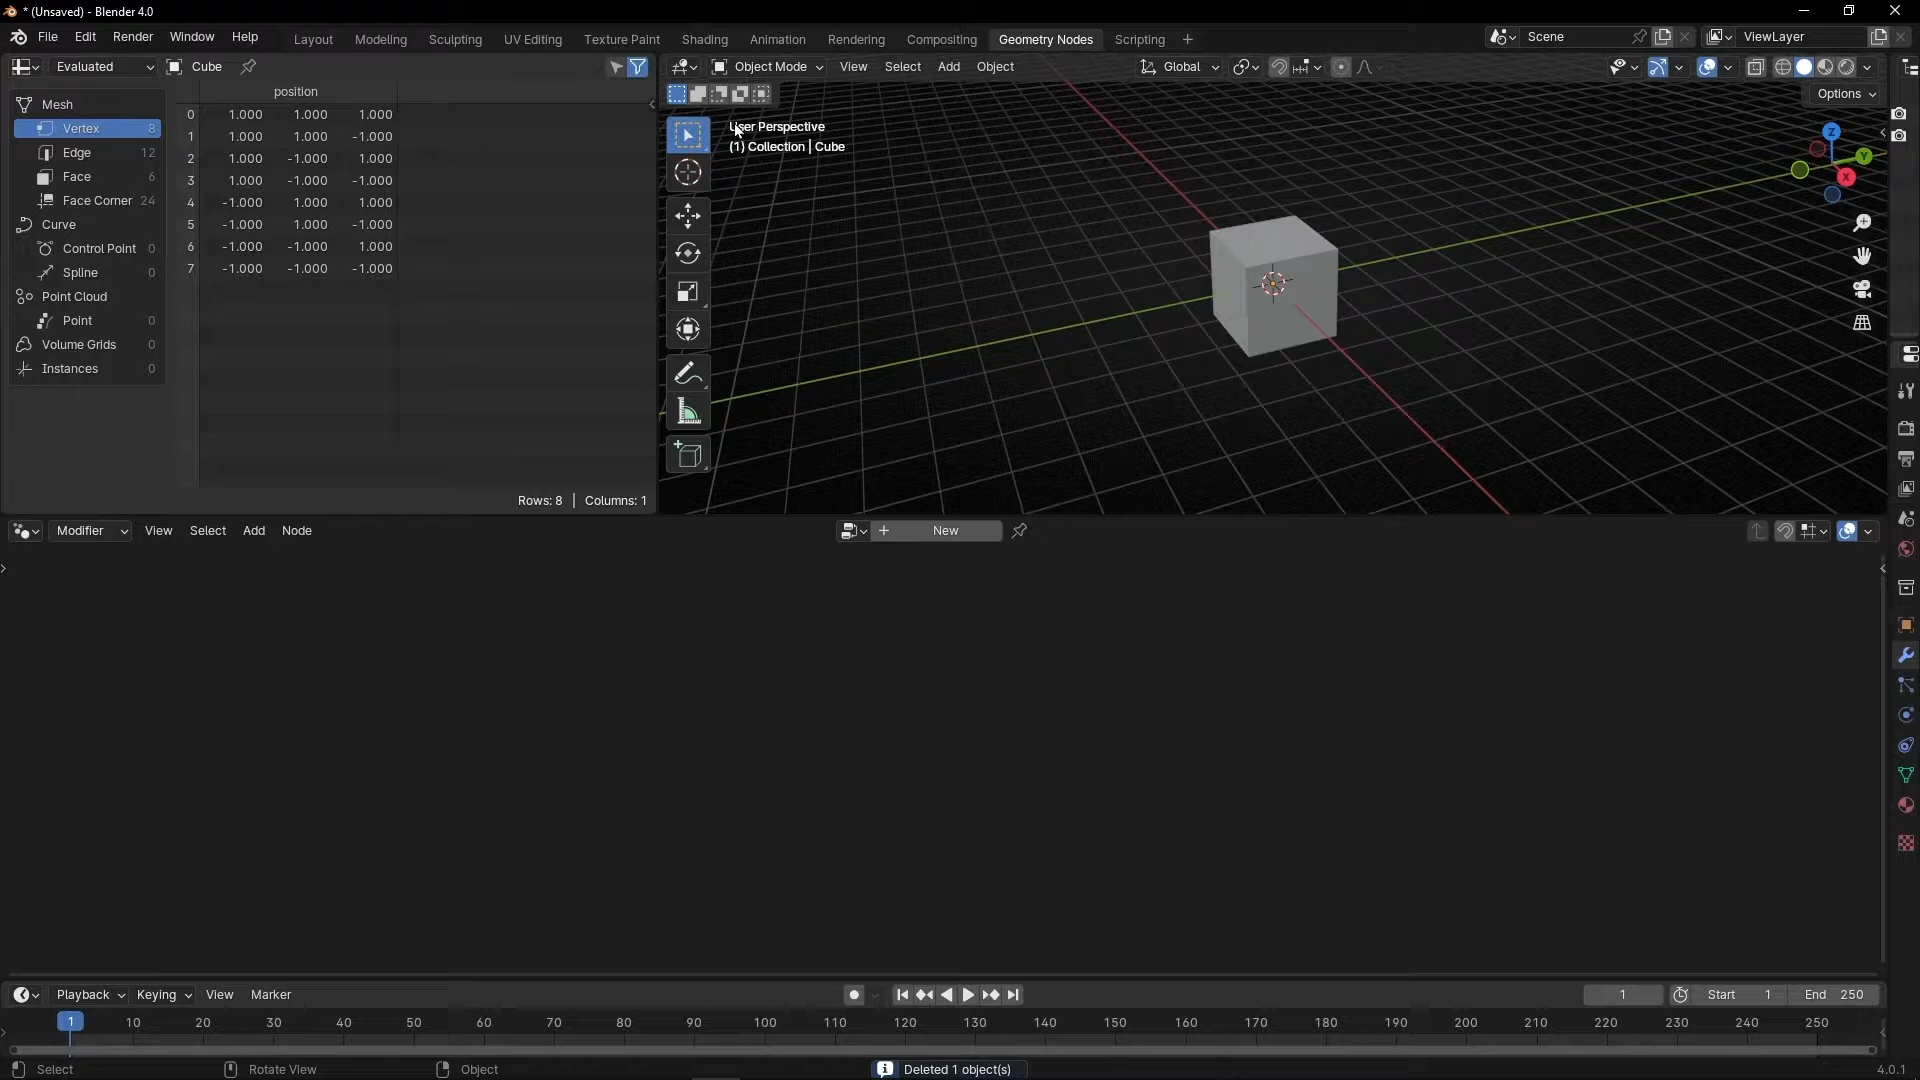 * (Unsaved) - Blender 4.0
File Edit Render Window Help Layout Modeling Sculpting UV Editing Texture Paint Shading Animation Rendering Compositing Geometry Nodes Scripting + Scene ViewLayer
Evaluated Cube
Object Mode View Select Add Object Global
Options
position
Mesh
Vertex 8
Edge 12
Face 6
Face Corner 24
Curve
Control Point 0
Spline 0
Point Cloud
Point 0
Volume Grids 0
Instances 0
0 1.000 1.000 1.000
1 1.000 1.000 -1.000
2 1.000 -1.000 1.000
3 1.000 -1.000 -1.000
4 -1.000 1.000 1.000
5 -1.000 1.000 -1.000
6 -1.000 -1.000 1.000
7 -1.000 -1.000 -1.000
Rows: 8 | Columns: 1
User Perspective
(1) Collection | Cube
Z
Y
X
Modifier View Select Add Node + New
Playback Keying View Marker 1 Start 1 End 250
1 10 20 30 40 50 60 70 80 90 100 110 120 130 140 150 160 170 180 190 200 210 220 230 240 250
Select Rotate View Object Deleted 1 object(s) 4.0.1